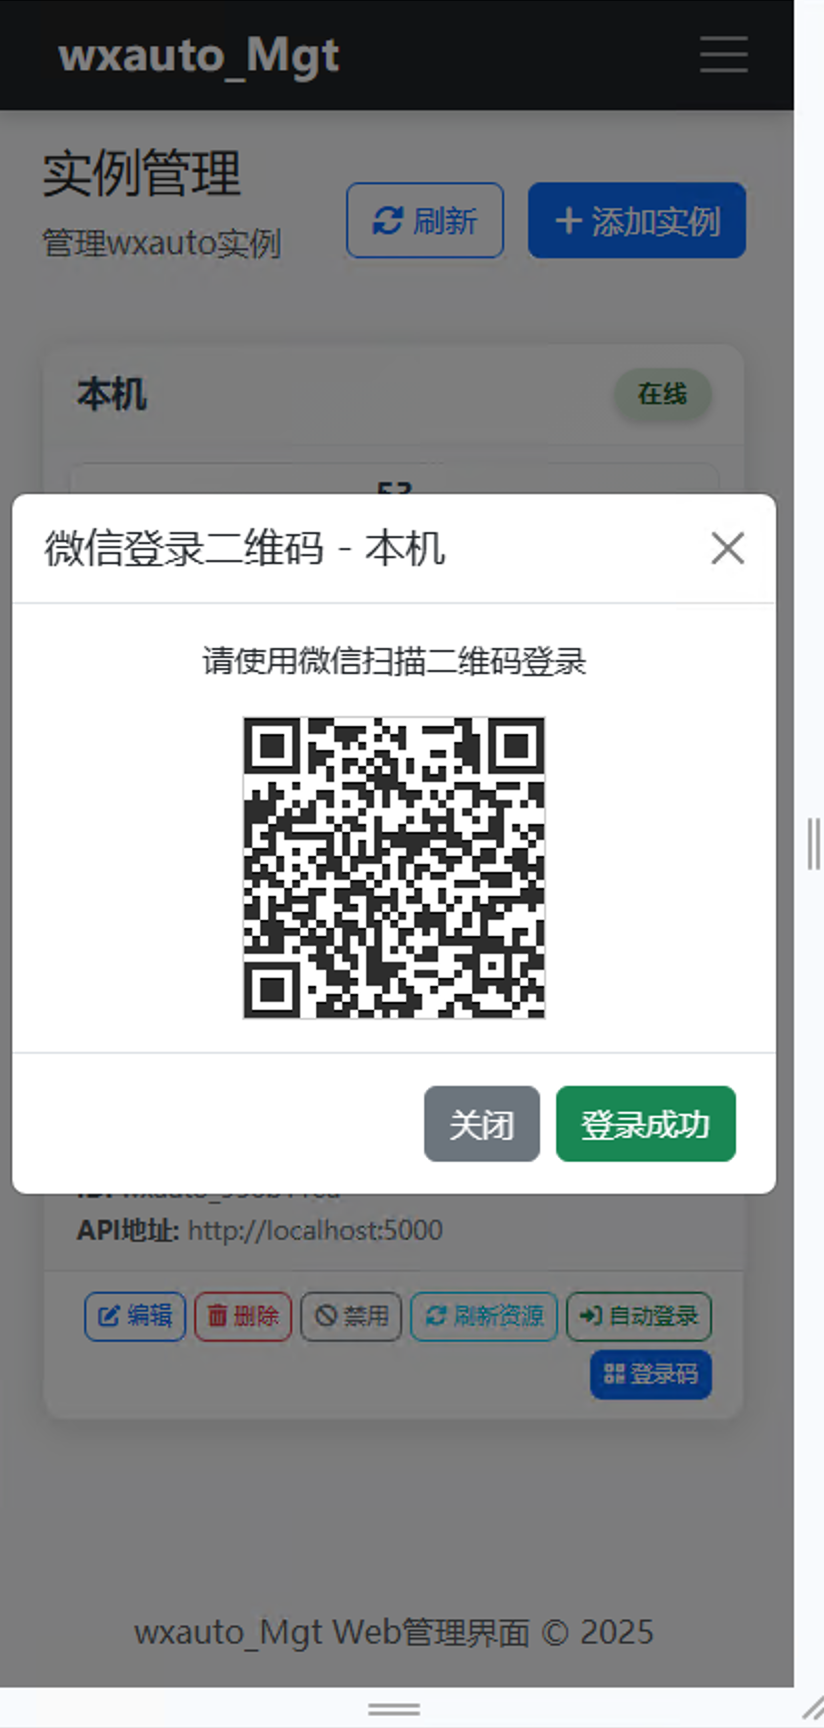 wxauto_Mgt
实例管理
管理wxauto实例
刷新
添加实例
本机
在线
微信登录二维码 - 本机
请使用微信扫描二维码登录
关闭
登录成功
API地址: http://localhost:5000
编辑
删除
禁用
刷新资源
自动登录
登录码
wxauto_Mgt Web管理界面 © 2025